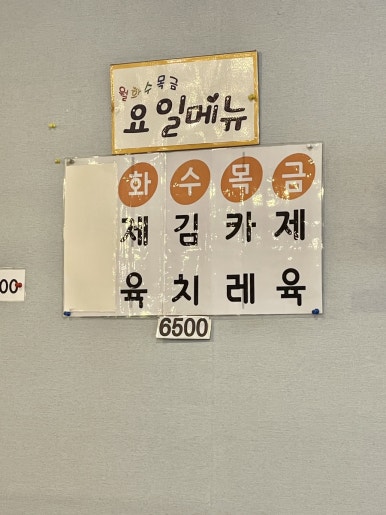 월화수목금
요일메뉴
화 수 목 금
제 김 카 제
육 치 레 육
6500
00